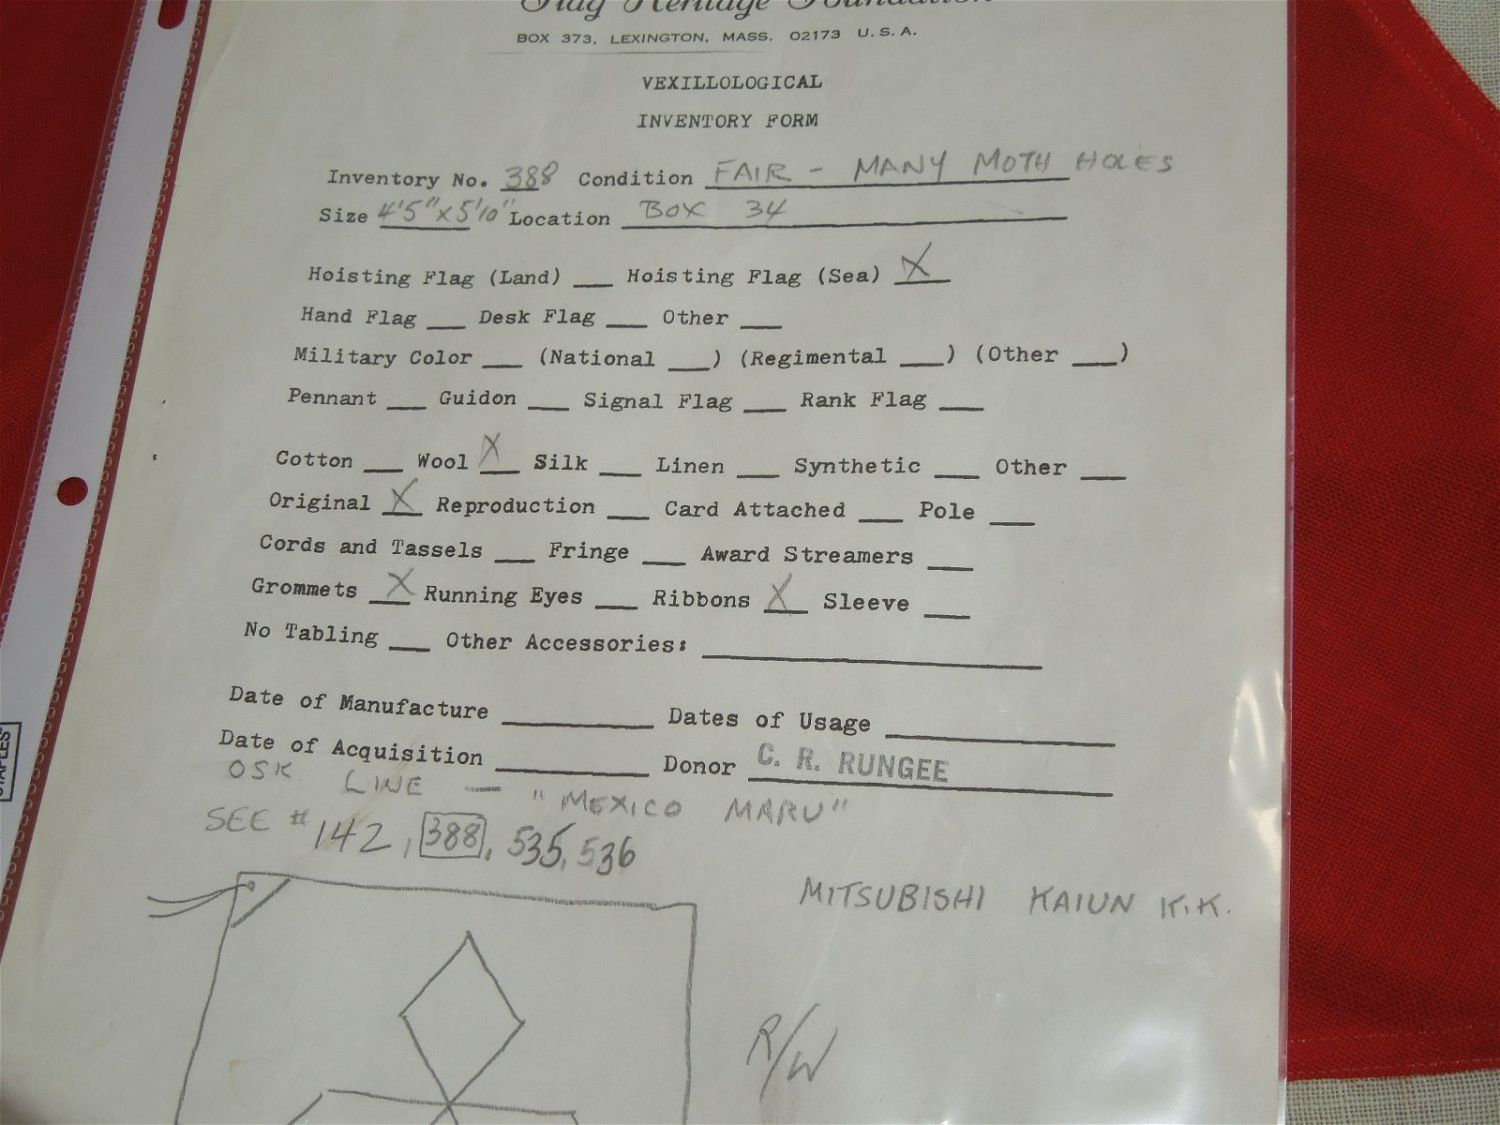 Flag Heritage Foundation
BOX 373, LEXINGTON, MASS. 02173 U.S.A.
VEXILLOLOGICAL
INVENTORY FORM
Inventory No. 388 Condition FAIR - MANY MOTH HOLES
Size 4'5"x5'10" Location BOX 34
Hoisting Flag (Land) ___ Hoisting Flag (Sea) X
Hand Flag ___ Desk Flag ___ Other ___
Military Color ___ (National ___) (Regimental ___) (Other ___)
Pennant ___ Guidon ___ Signal Flag ___ Rank Flag ___
Cotton ___ Wool X Silk ___ Linen ___ Synthetic ___ Other ___
Original X Reproduction ___ Card Attached ___ Pole ___
Cords and Tassels ___ Fringe ___ Award Streamers ___
Grommets X Running Eyes ___ Ribbons X Sleeve ___
No Tabling ___ Other Accessories: ___
Date of Manufacture ___ Dates of Usage ___
Date of Acquisition ___ Donor C. R. RUNGEE
OSK LINE — "MEXICO MARU"
SEE # 142, 388, 535, 536
MITSUBISHI KAIUN K.K.
R/W
STAPLES